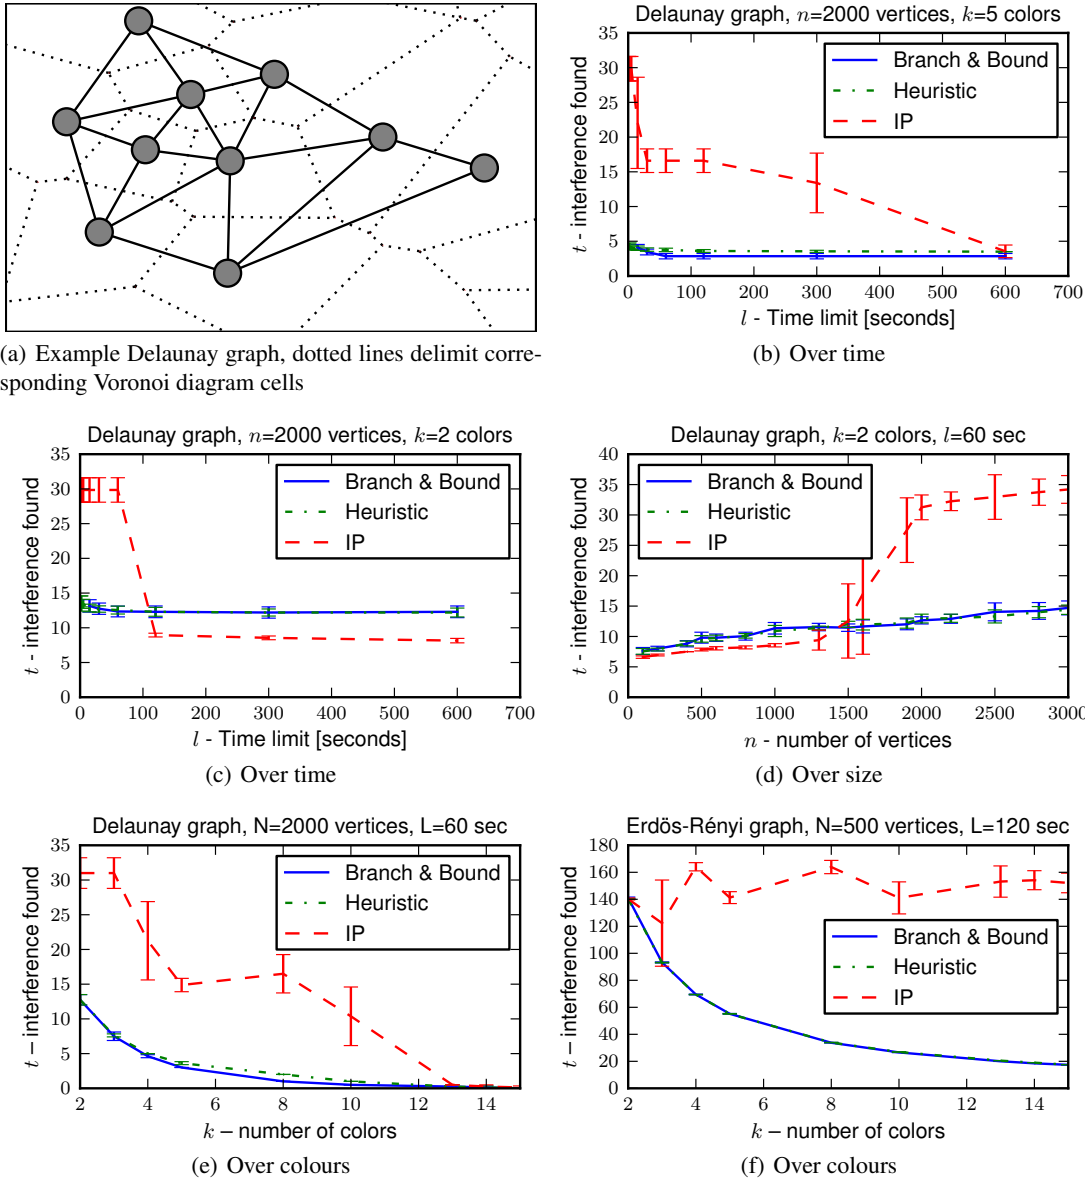 (a) Example Delaunay graph, dotted lines delimit corre-
sponding Voronoi diagram cells
Delaunay graph, n=2000 vertices, k=5 colors
t - interference found
35
30
25
20
15
10
5
0
Branch & Bound
Heuristic
IP
0 100 200 300 400 500 600 700
l - Time limit [seconds]
(b) Over time
Delaunay graph, n=2000 vertices, k=2 colors
t - interference found
35
30
25
20
15
10
5
0
Branch & Bound
Heuristic
IP
0 100 200 300 400 500 600 700
l - Time limit [seconds]
(c) Over time
Delaunay graph, k=2 colors, l=60 sec
t - interference found
40
35
30
25
20
15
10
5
0
Branch & Bound
Heuristic
IP
0 500 1000 1500 2000 2500 3000
n - number of vertices
(d) Over size
Delaunay graph, N=2000 vertices, L=60 sec
t – interference found
35
30
25
20
15
10
5
0
Branch & Bound
Heuristic
IP
2 4 6 8 10 12 14
k – number of colors
(e) Over colours
Erdös-Rényi graph, N=500 vertices, L=120 sec
t – interference found
180
160
140
120
100
80
60
40
20
0
Branch & Bound
Heuristic
IP
2 4 6 8 10 12 14
k – number of colors
(f) Over colours